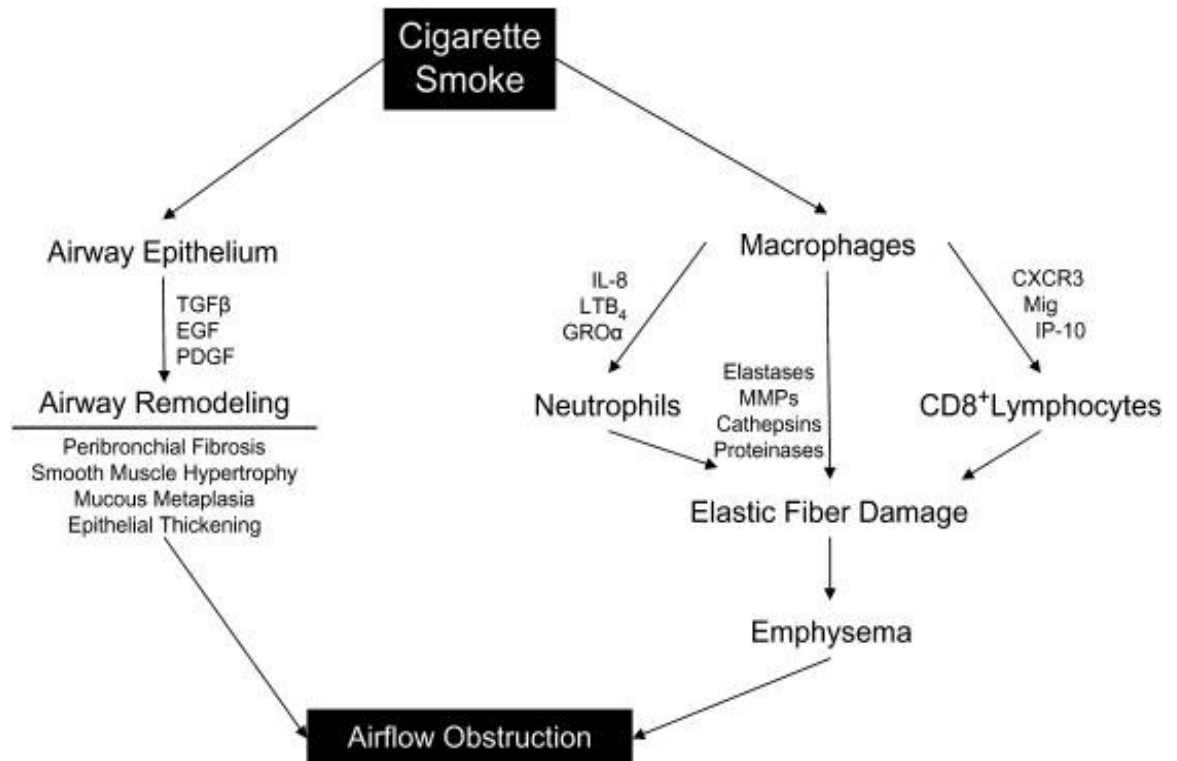 Cigarette
Smoke
Airway Epithelium
TGFβ
EGF
PDGF
Airway Remodeling
Peribronchial Fibrosis
Smooth Muscle Hypertrophy
Mucous Metaplasia
Epithelial Thickening
Macrophages
IL-8
LTB₄
GROα
CXCR3
Mig
IP-10
Neutrophils
Elastases
MMPs
Cathepsins
Proteinases
CD8⁺Lymphocytes
Elastic Fiber Damage
Emphysema
Airflow Obstruction